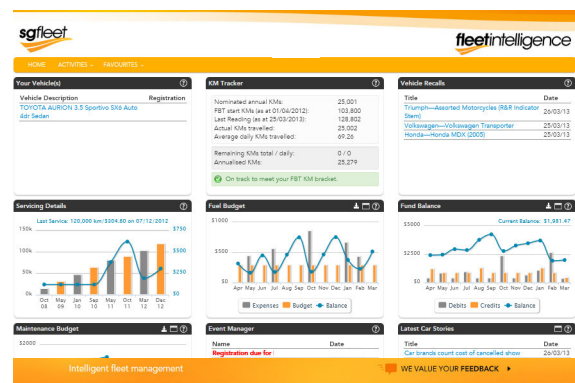 sgfleet
fleetintelligence
HOME ACTIVITIES FAVOURITES
Your Vehicle(s)
Vehicle Description Registration
TOYOTA AURION 3.5 Sportivo SX6 Auto
4dr Sedan
KM Tracker
Nominated annual KMs: 25,001
FBT start KMs (as at 01/04/2012): 103,800
Last Reading (as at 25/03/2013): 128,802
Actual KMs travelled: 25,002
Average daily KMs travelled: 69.26
Remaining KMs total / daily: 0 / 0
Annualised KMs: 25,279
On track to meet your FBT KM bracket.
Vehicle Recalls
Title Date
Triumph—Assorted Motorcycles (R&R Indicator
Stem) 26/03/13
Volkswagen—Volkswagen Transporter 25/03/13
Honda—Honda MDX (2005) 25/03/13
Servicing Details
Last Service: 120,000 km/$304.60 on 07/12/2012
150k $750
100k $500
50k $250
0k $0
Oct May Jan Sep May Oct Mar Dec
08 09 10 10 11 11 12 12
Fuel Budget
$1000
$500
$0
Apr May Jun Jul Aug Sep Oct Nov Dec Jan Feb Mar
Expenses Budget Balance
Fund Balance
Current Balance: $1,981.47
$5000
$0
Apr May Jun Jul Aug Sep Oct Nov Dec Jan Feb Mar
Debits Credits Balance
Maintenance Budget
$2000
Event Manager
Name Date
Registration due for
Latest Car Stories
Title Date
Car brands count cost of cancelled show 26/03/13
Intelligent fleet management
WE VALUE YOUR FEEDBACK